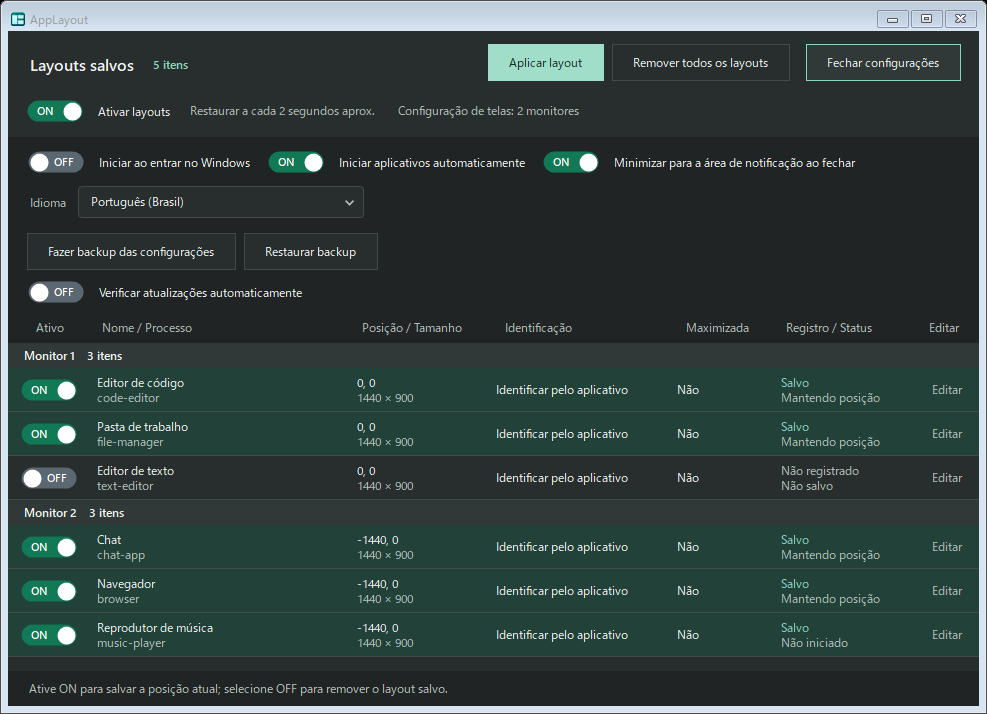 AppLayout
Layouts salvos 5 itens Aplicar layout Remover todos os layouts Fechar configurações
ON Ativar layouts Restaurar a cada 2 segundos aprox. Configuração de telas: 2 monitores
OFF Iniciar ao entrar no Windows ON Iniciar aplicativos automaticamente ON Minimizar para a área de notificação ao fechar
Idioma Português (Brasil)
Fazer backup das configurações Restaurar backup
OFF Verificar atualizações automaticamente
Ativo Nome / Processo Posição / Tamanho Identificação Maximizada Registro / Status Editar
Monitor 1 3 itens
ON Editor de código 0, 0 Identificar pelo aplicativo Não Salvo Editar
code-editor 1440 × 900 Mantendo posição
ON Pasta de trabalho 0, 0 Identificar pelo aplicativo Não Salvo Editar
file-manager 1440 × 900 Mantendo posição
OFF Editor de texto 0, 0 Identificar pelo aplicativo Não Não registrado Editar
text-editor 1440 × 900 Não salvo
Monitor 2 3 itens
ON Chat -1440, 0 Identificar pelo aplicativo Não Salvo Editar
chat-app 1440 × 900 Mantendo posição
ON Navegador -1440, 0 Identificar pelo aplicativo Não Salvo Editar
browser 1440 × 900 Mantendo posição
ON Reprodutor de música -1440, 0 Identificar pelo aplicativo Não Salvo Editar
music-player 1440 × 900 Não iniciado
Ative ON para salvar a posição atual; selecione OFF para remover o layout salvo.